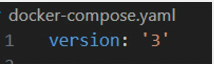 docker-compose.yaml
1 version: '3'